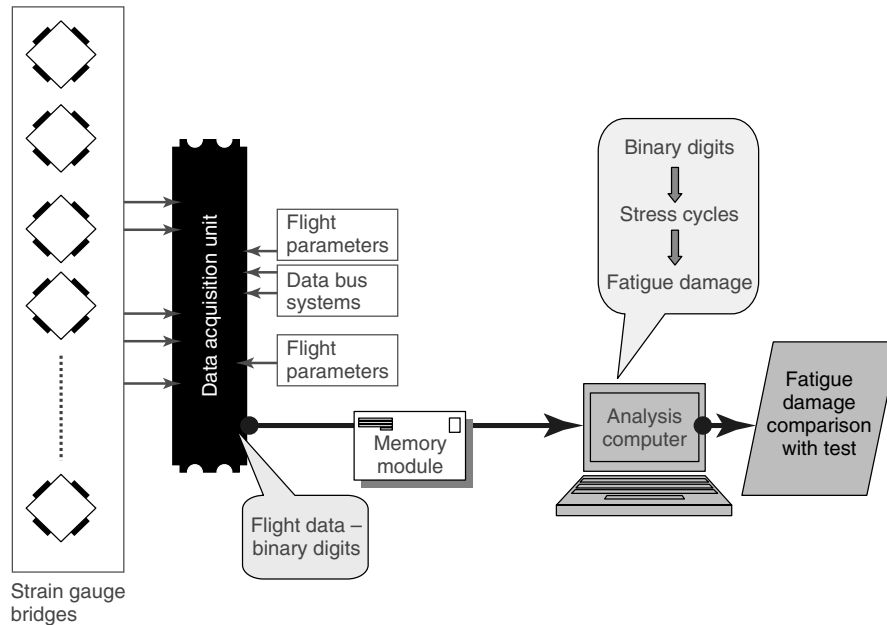 Strain gauge
bridges
Data acquisition unit
Flight
parameters
Data bus
systems
Flight
parameters
Flight data –
binary digits
Memory
module
Binary digits
Stress cycles
Fatigue damage
Analysis
computer
Fatigue
damage
comparison
with test